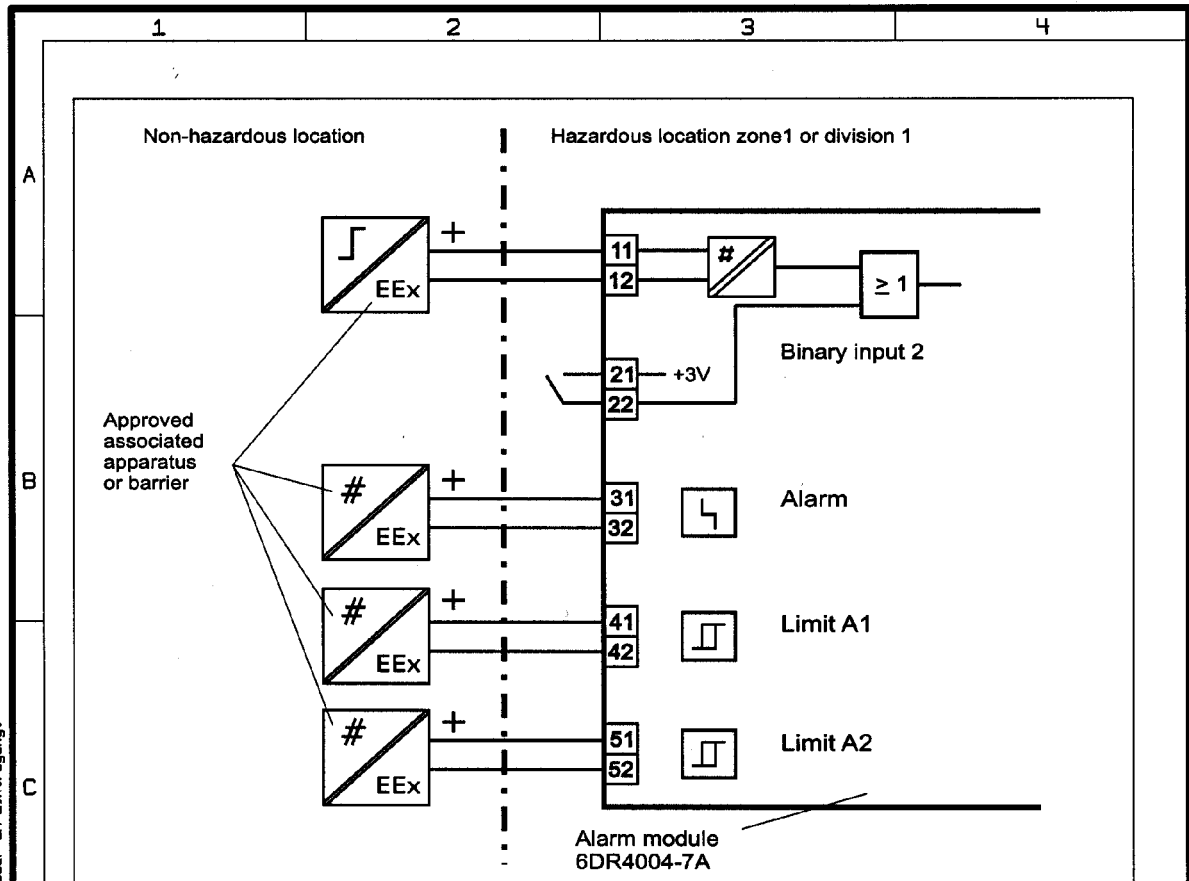 1 2 3 4
A
B
C
Non-hazardous location
Hazardous location zone1 or division 1
+
EEx
11
12
#
≥ 1
Binary input 2
21
+3V
22
Approved
associated
apparatus
or barrier
#
+
EEx
31
32
Alarm
#
+
EEx
41
42
Limit A1
#
+
EEx
51
52
Limit A2
Alarm module
6DR4004-7A